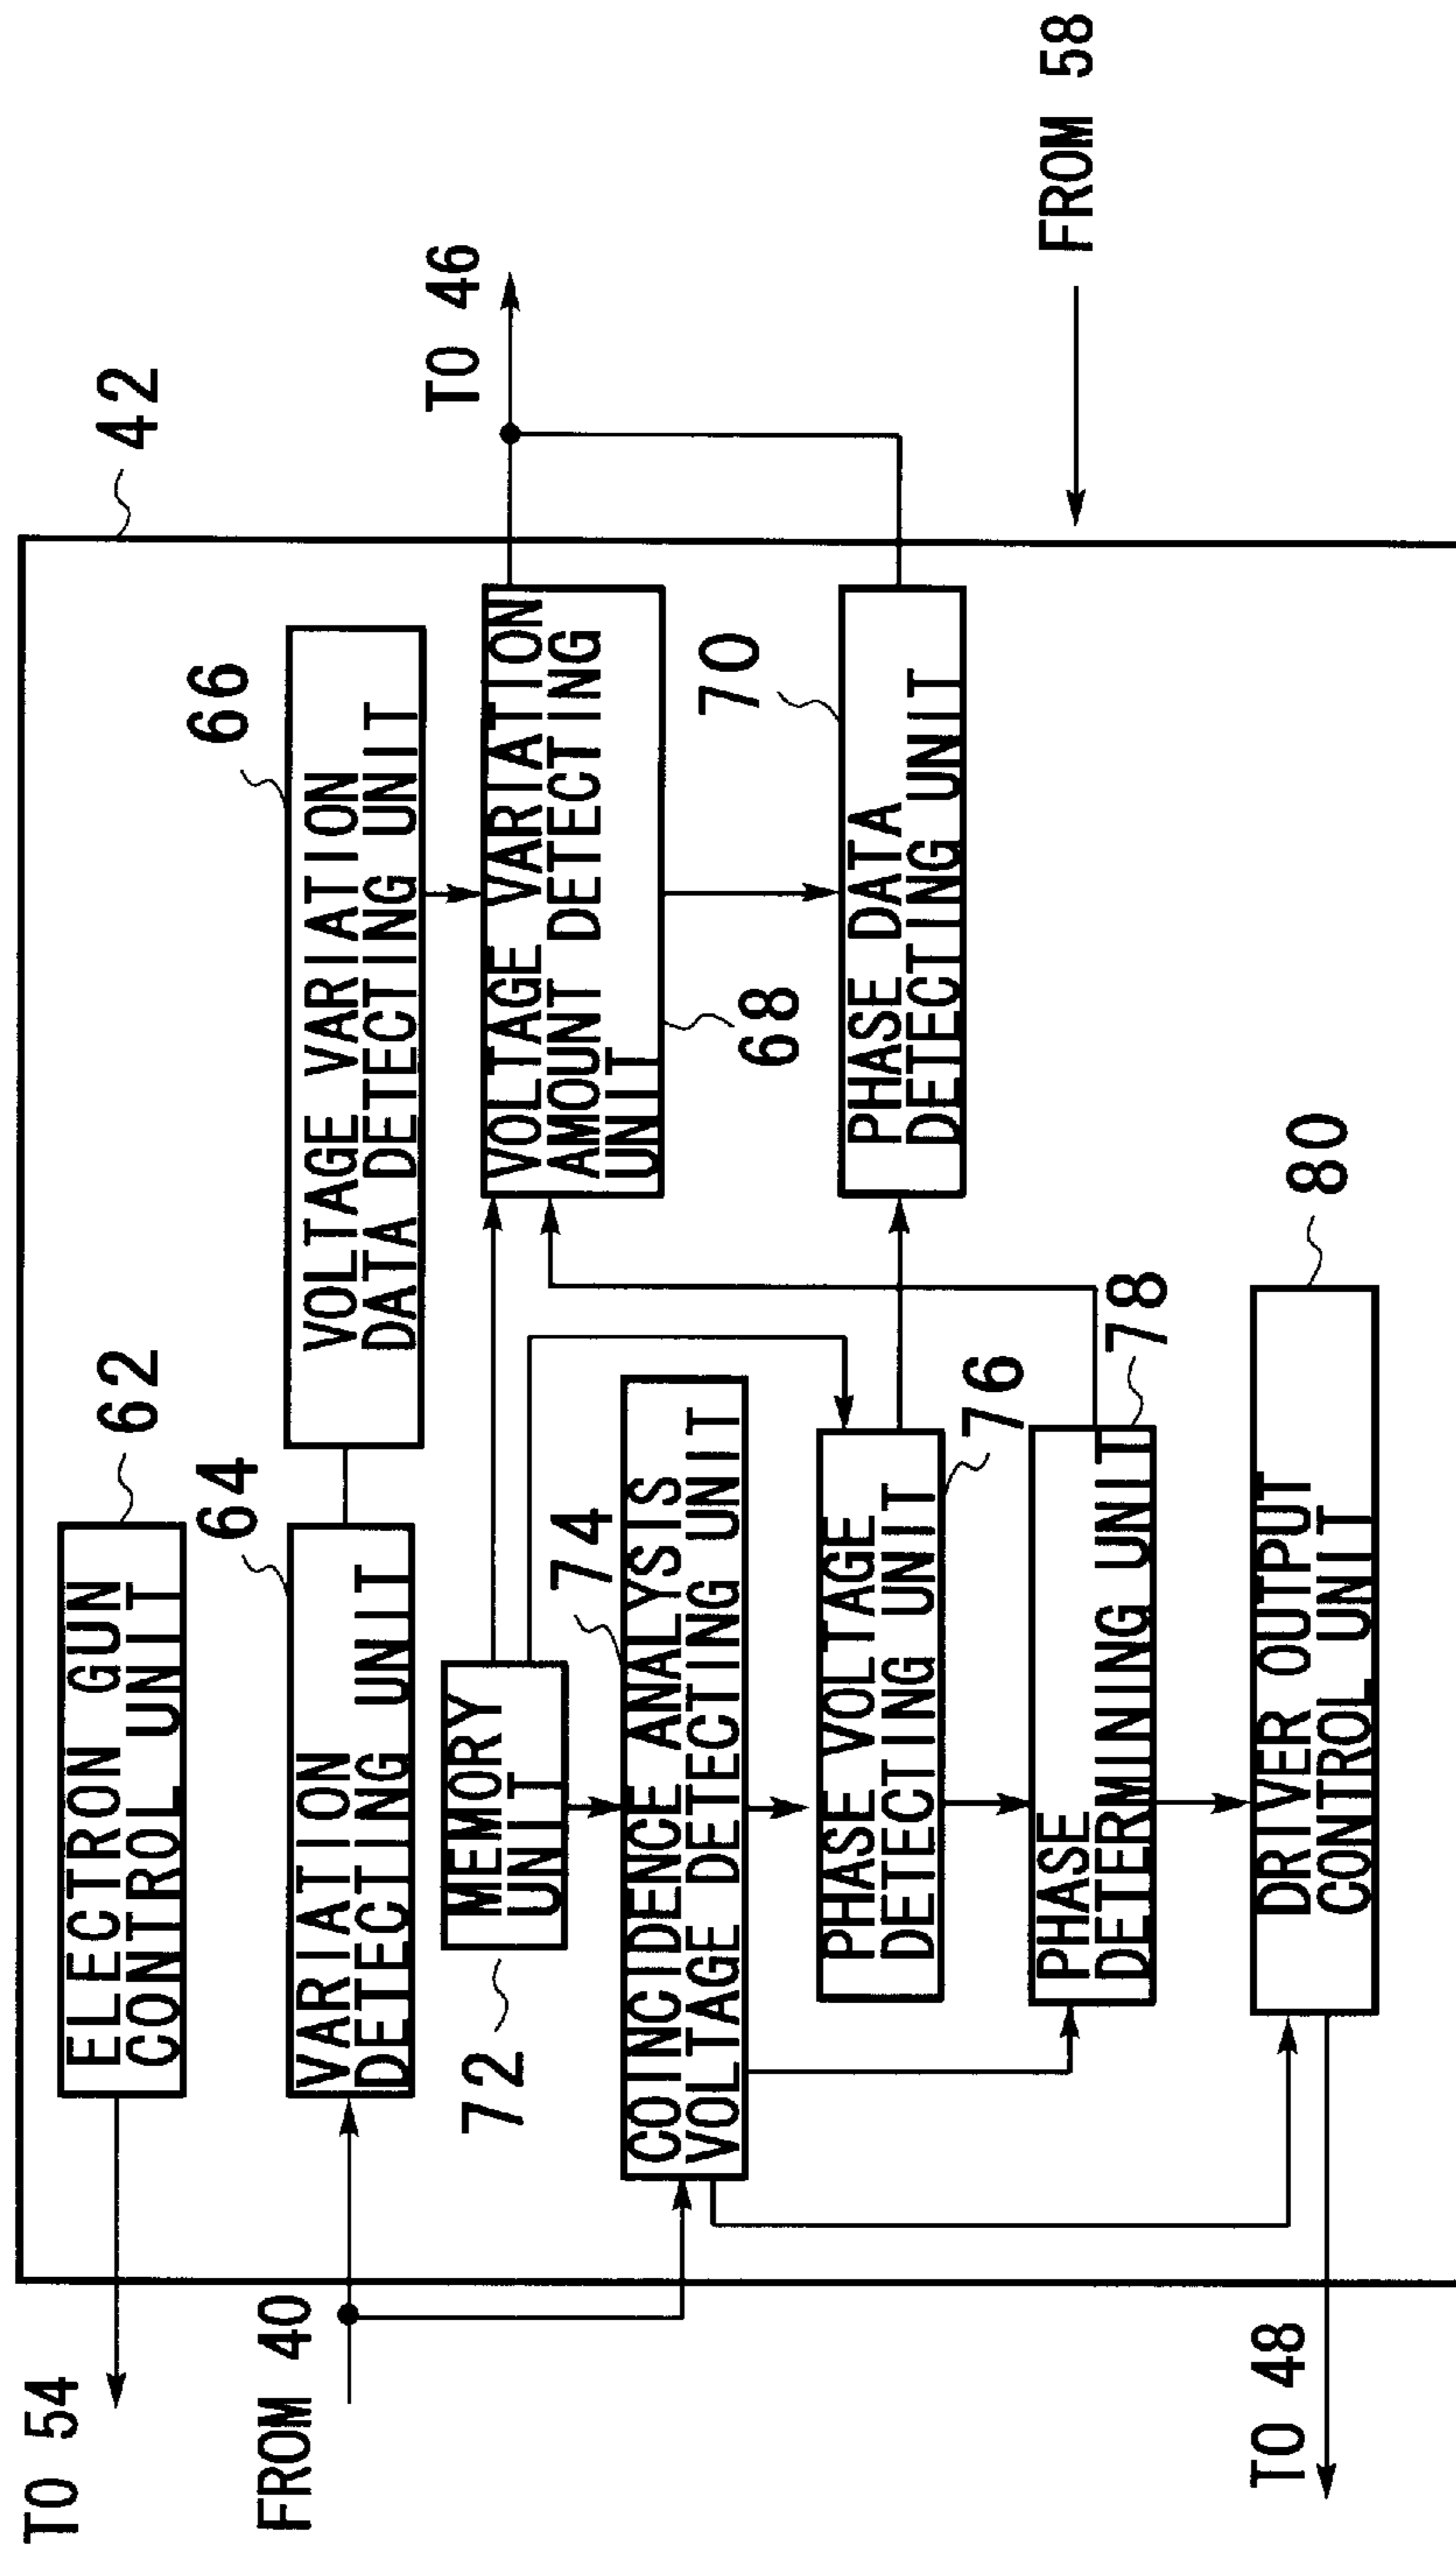 TO 54
ELECTRON GUN
CONTROL UNIT
62
42
FROM 40
VARIATION
DETECTING UNIT
64
VOLTAGE VARIATION
DATA DETECTING UNIT
66
TO 46
72
MEMORY
UNIT
VOLTAGE VARIATION
AMOUNT DETECTING
UNIT
68
COINCIDENCE ANALYSIS
VOLTAGE DETECTING UNIT
74
PHASE DATA
DETECTING UNIT
70
PHASE VOLTAGE
DETECTING UNIT
76
PHASE
DETERMINING UNIT
78
FROM 58
TO 48
DRIVER OUTPUT
CONTROL UNIT
80